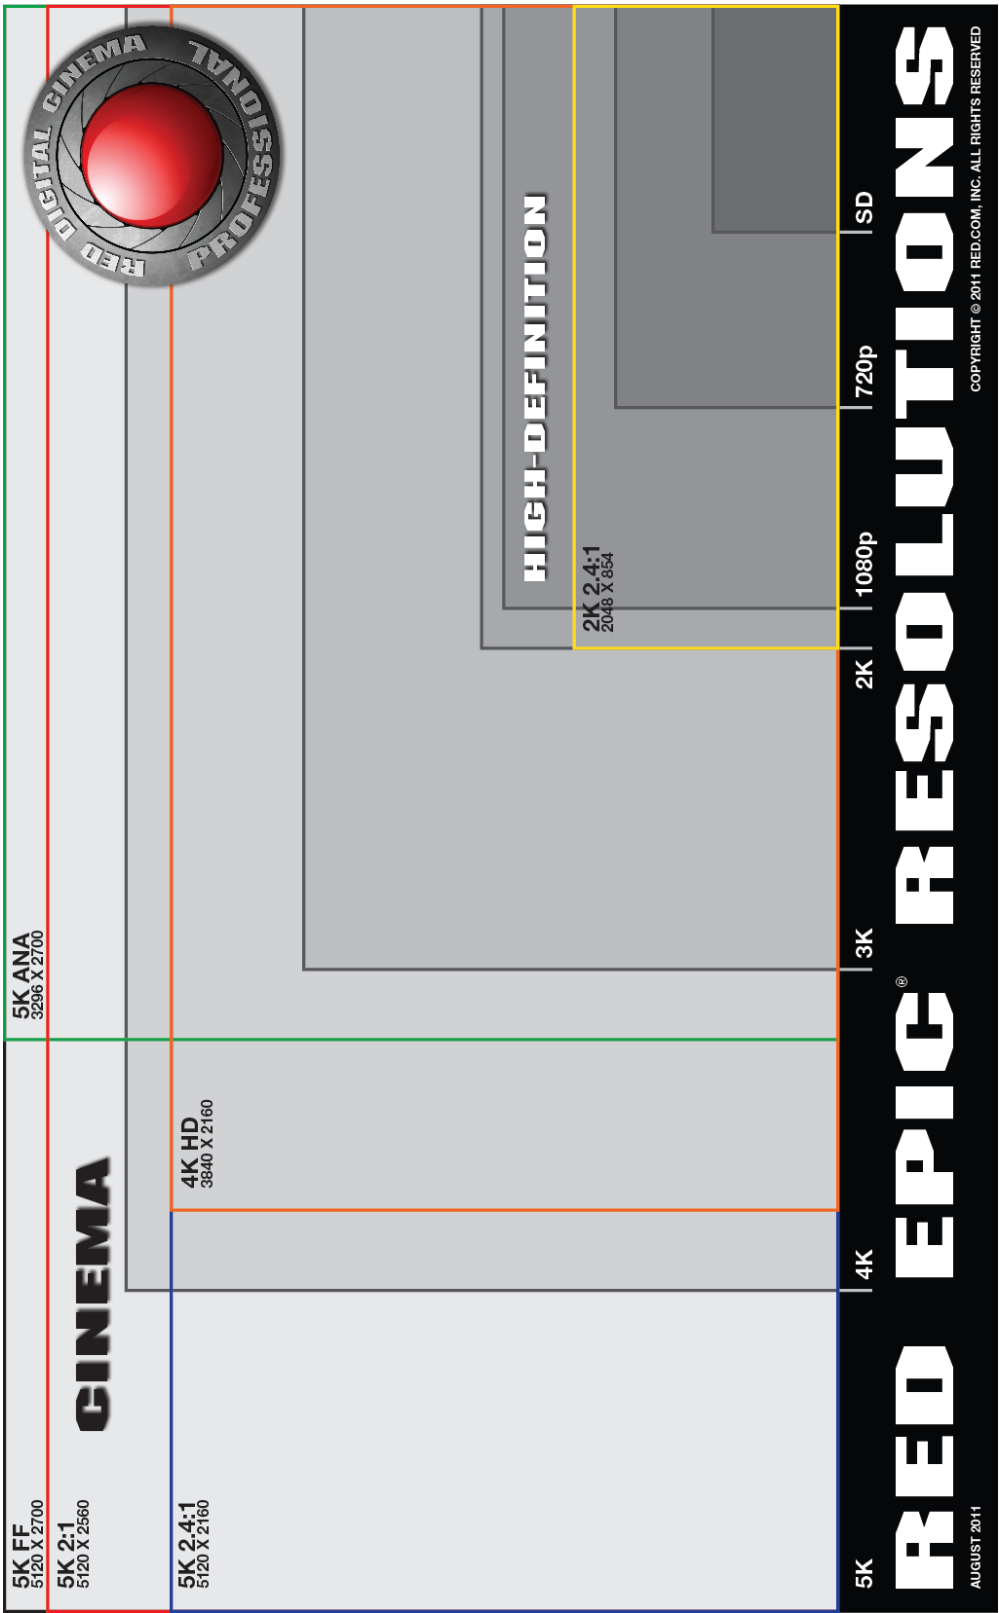 5K FF
5120 X 2700
5K ANA
3296 X 2700
RED DIGITAL CINEMA
PROFESSIONAL
5K 2:1
5120 X 2560
CINEMA
5K 2.4:1
5120 X 2160
4K HD
3840 X 2160
HIGH-DEFINITION
2K 2.4:1
2048 X 854
5K
4K
3K
2K
1080p
720p
SD
RED EPIC® RESOLUTIONS
AUGUST 2011
COPYRIGHT © 2011 RED.COM, INC. ALL RIGHTS RESERVED